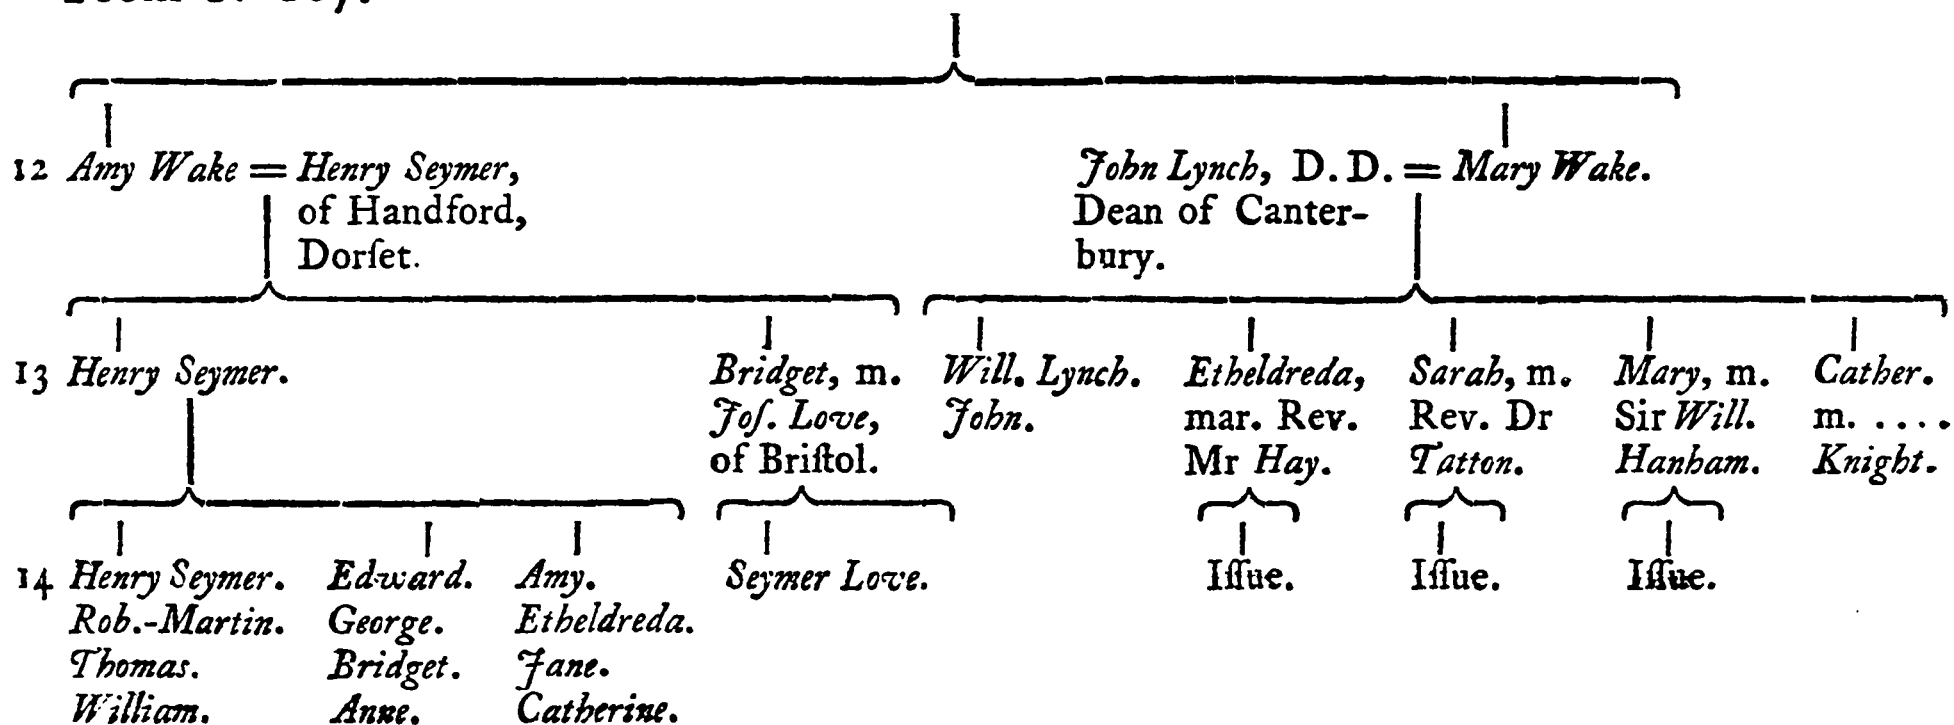 12 Amy Wake = Henry Seymer,
of Handford,
Dorſet.
John Lynch, D.D. = Mary Wake.
Dean of Canter-
bury.
13 Henry Seymer.
Bridget, m.
Joſ. Love,
of Briſtol.
Will. Lynch.
John.
Etheldreda,
mar. Rev.
Mr Hay.
Sarah, m.
Rev. Dr
Tatton.
Mary, m.
Sir Will.
Hanham.
Cather.
m. ....
Knight.
14 Henry Seymer.
Rob.-Martin.
Thomas.
William.
Edward.
George.
Bridget.
Anne.
Amy.
Etheldreda.
Jane.
Catherine.
Seymer Love.
Iſſue.
Iſſue.
Iſſue.